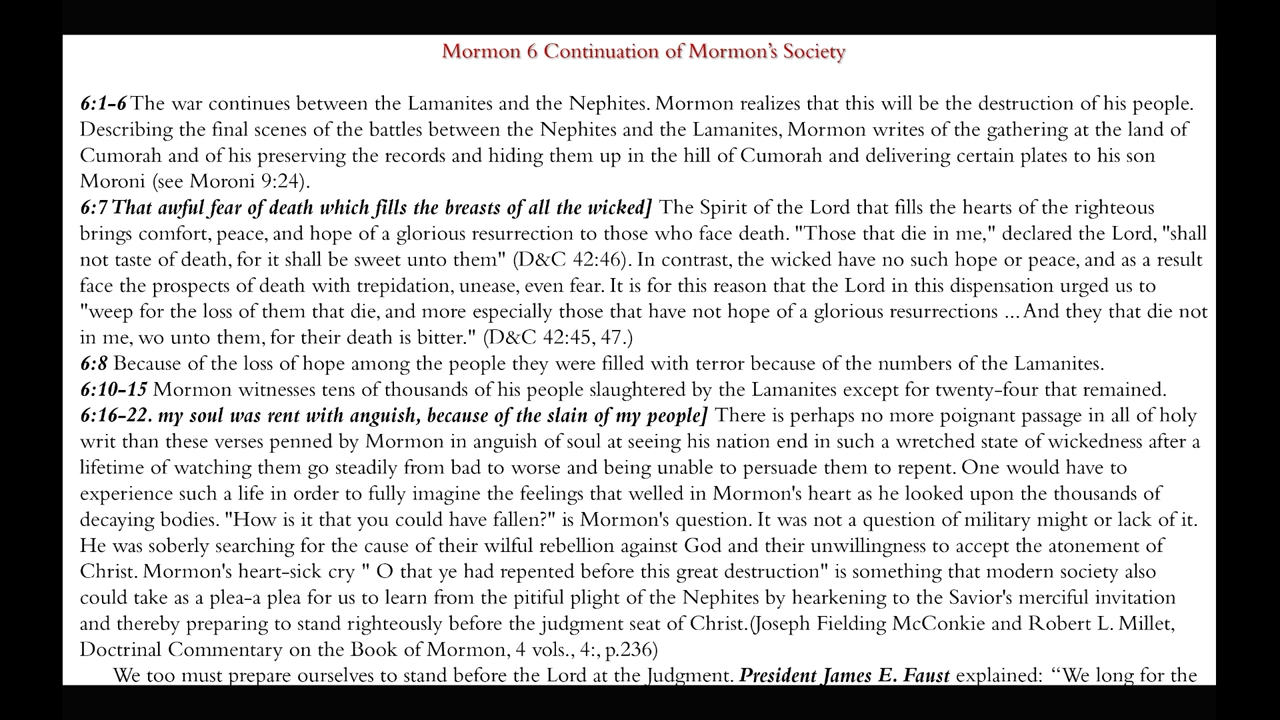 Mormon 6 Continuation of Mormon's Society
6:1-6 The war continues between the Lamanites and the Nephites. Mormon realizes that this will be the destruction of his people.
Describing the final scenes of the battles between the Nephites and the Lamanites, Mormon writes of the gathering at the land of
Cumorah and of his preserving the records and hiding them up in the hill of Cumorah and delivering certain plates to his son
Moroni (see Moroni 9:24).
6:7 That awful fear of death which fills the breasts of all the wicked] The Spirit of the Lord that fills the hearts of the righteous
brings comfort, peace, and hope of a glorious resurrection to those who face death. "Those that die in me," declared the Lord, "shall
not taste of death, for it shall be sweet unto them" (D&C 42:46). In contrast, the wicked have no such hope or peace, and as a result
face the prospects of death with trepidation, unease, even fear. It is for this reason that the Lord in this dispensation urged us to
"weep for the loss of them that die, and more especially those that have not hope of a glorious resurrections ... And they that die not
in me, wo unto them, for their death is bitter." (D&C 42:45, 47.)
6:8 Because of the loss of hope among the people they were filled with terror because of the numbers of the Lamanites.
6:10-15 Mormon witnesses tens of thousands of his people slaughtered by the Lamanites except for twenty-four that remained.
6:16-22. my soul was rent with anguish, because of the slain of my people] There is perhaps no more poignant passage in all of holy
writ than these verses penned by Mormon in anguish of soul at seeing his nation end in such a wretched state of wickedness after a
lifetime of watching them go steadily from bad to worse and being unable to persuade them to repent. One would have to
experience such a life in order to fully imagine the feelings that welled in Mormon's heart as he looked upon the thousands of
decaying bodies. "How is it that you could have fallen?" is Mormon's question. It was not a question of military might or lack of it.
He was soberly searching for the cause of their wilful rebellion against God and their unwillingness to accept the atonement of
Christ. Mormon's heart-sick cry " O that ye had repented before this great destruction" is something that modern society also
could take as a plea-a plea for us to learn from the pitiful plight of the Nephites by hearkening to the Savior's merciful invitation
and thereby preparing to stand righteously before the judgment seat of Christ.(Joseph Fielding McConkie and Robert L. Millet,
Doctrinal Commentary on the Book of Mormon, 4 vols., 4:, p.236)
We too must prepare ourselves to stand before the Lord at the Judgment. President James E. Faust explained: “We long for the